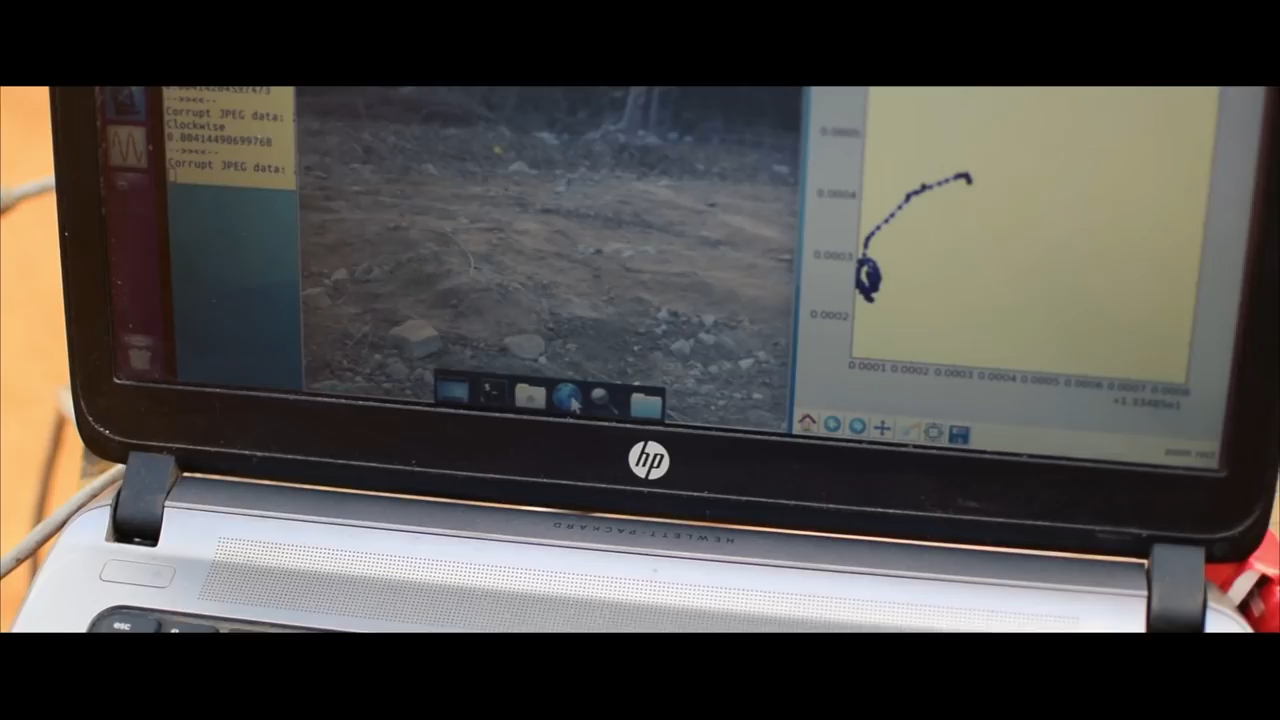 -->><<--
Corrupt JPEG data:
Clockwise
0.00414490699768
-->><<--
Corrupt JPEG data:
0.0004
0.0003
0.0002
0.0001 0.0002 0.0003 0.0004 0.0005 0.0006 0.0007 0.0008
hp
HEWLETT-PACKARD
esc